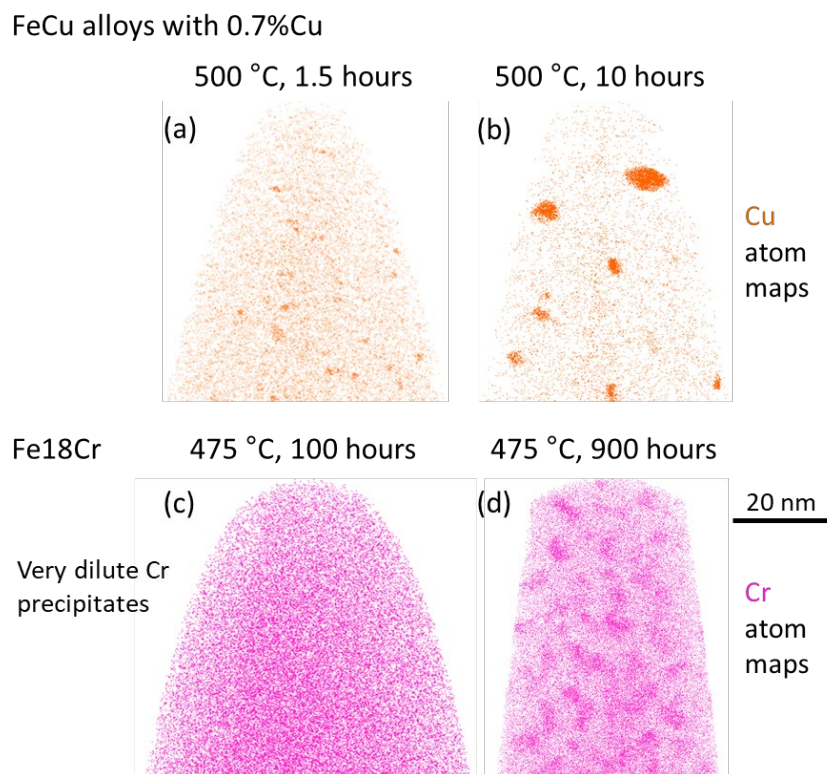 FeCu alloys with 0.7%Cu
500 °C, 1.5 hours
500 °C, 10 hours
(a)
(b)
Cu
atom
maps
Fe18Cr
475 °C, 100 hours
475 °C, 900 hours
(c)
(d)
20 nm
Very dilute Cr
precipitates
Cr
atom
maps